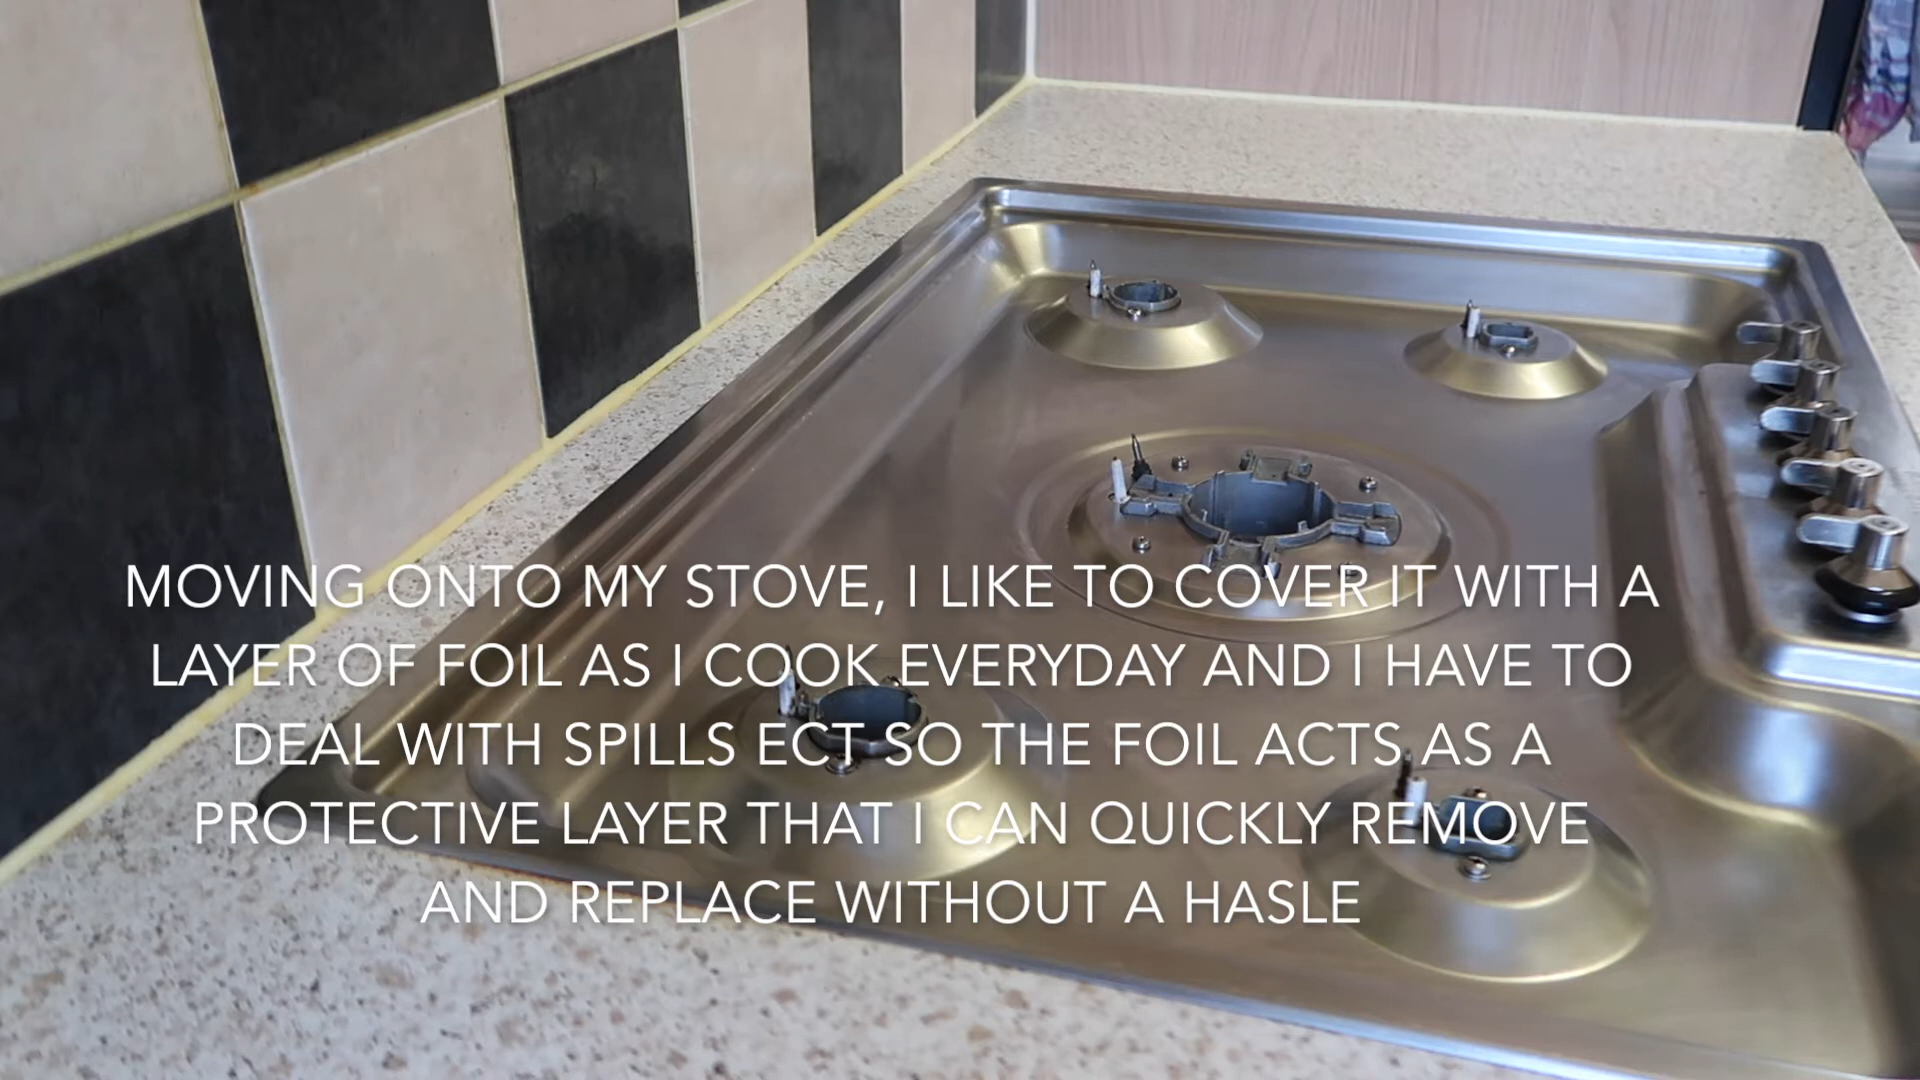 MOVING ONTO MY STOVE, I LIKE TO COVER IT WITH A
LAYER OF FOIL AS I COOK EVERYDAY AND I HAVE TO
DEAL WITH SPILLS ECT SO THE FOIL ACTS AS A
PROTECTIVE LAYER THAT I CAN QUICKLY REMOVE
AND REPLACE WITHOUT A HASLE